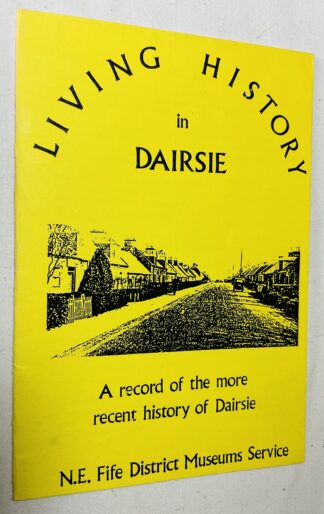 LIVING HISTORY
in
DAIRSIE
A record of the more
recent history of Dairsie
N.E. Fife District Museums Service